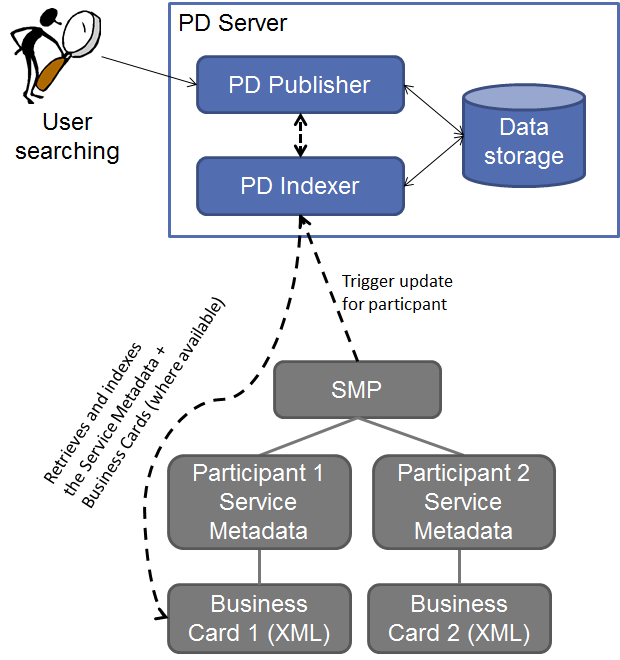 PD Server
PD Publisher
User
searching
Data
storage
PD Indexer
Trigger update
for particpant
Retrieves and indexes
the Service Metadata +
Business Cards (where available)
SMP
Participant 1
Service
Metadata
Participant 2
Service
Metadata
Business
Card 1 (XML)
Business
Card 2 (XML)